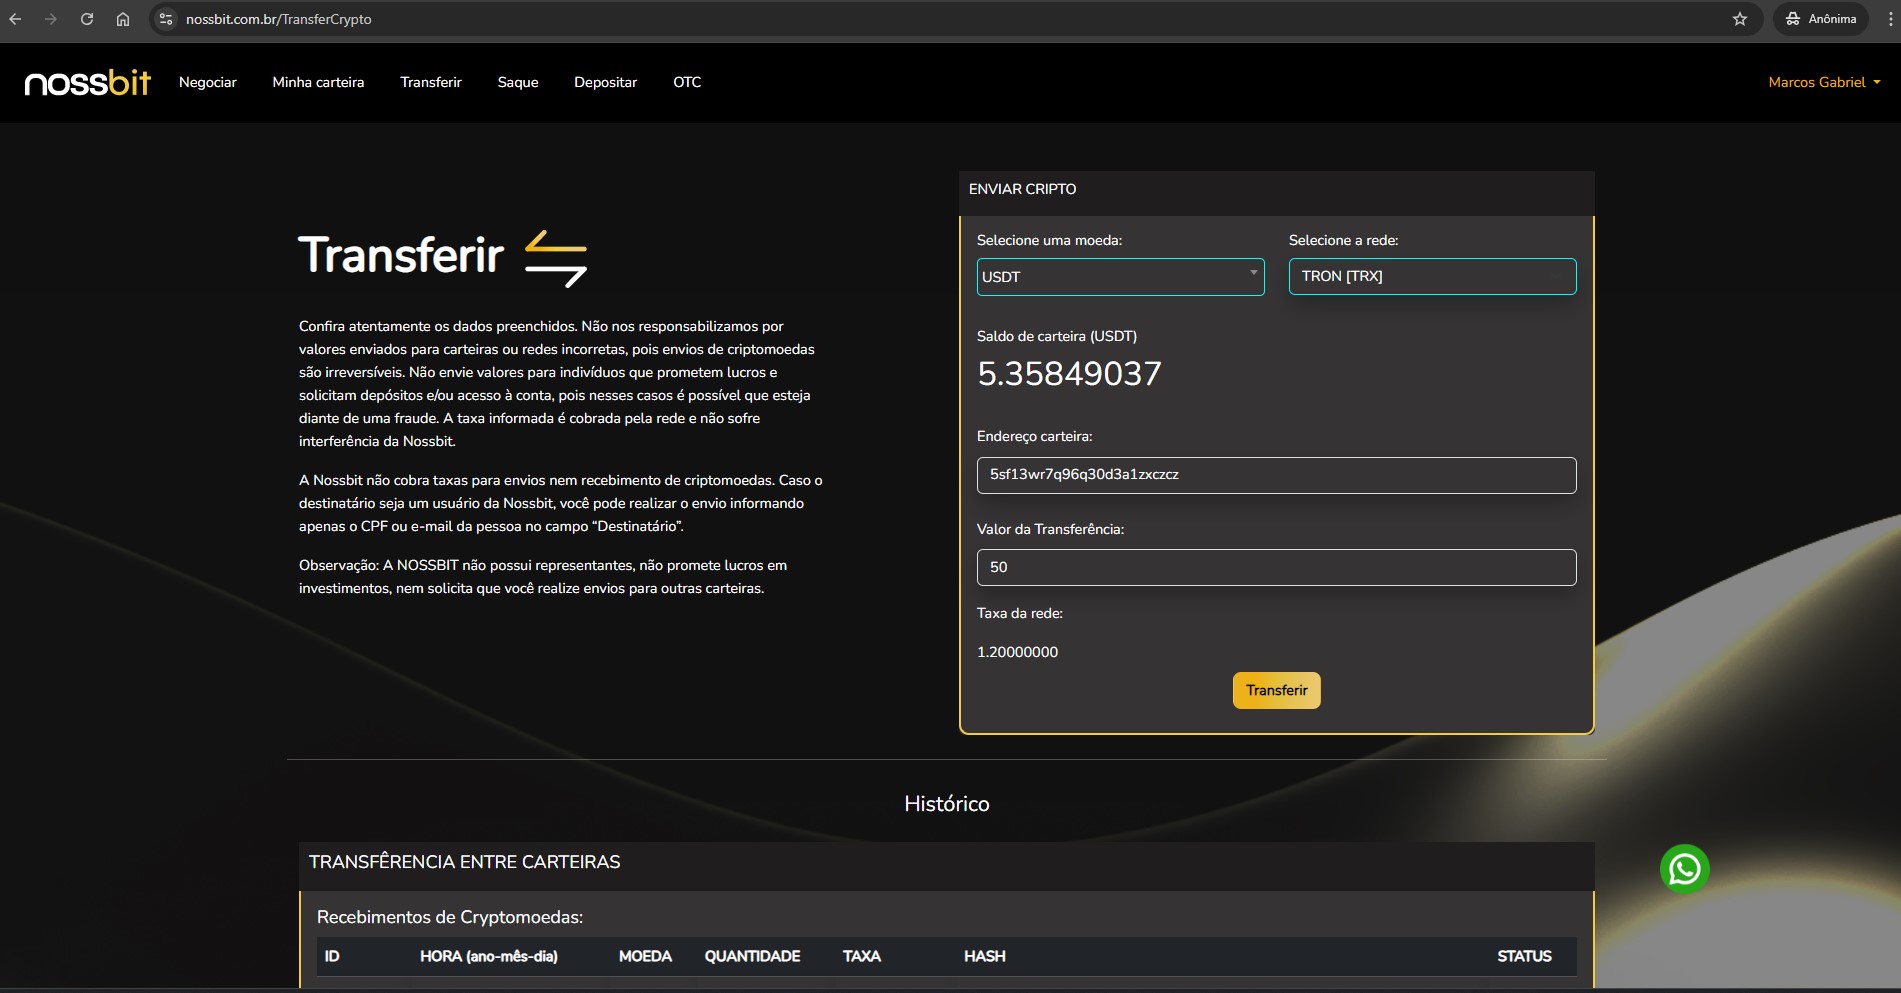 nossbit.com.br/TransferCrypto
Anônima
nossbit
Negociar
Minha carteira
Transferir
Saque
Depositar
OTC
Marcos Gabriel
Transferir
Confira atentamente os dados preenchidos. Não nos responsabilizamos por
valores enviados para carteiras ou redes incorretas, pois envios de criptomoedas
são irreversíveis. Não envie valores para indivíduos que prometem lucros e
solicitam depósitos e/ou acesso à conta, pois nesses casos é possível que esteja
diante de uma fraude. A taxa informada é cobrada pela rede e não sofre
interferência da Nossbit.
A Nossbit não cobra taxas para envios nem recebimento de criptomoedas. Caso o
destinatário seja um usuário da Nossbit, você pode realizar o envio informando
apenas o CPF ou e-mail da pessoa no campo “Destinatário”.
Observação: A NOSSBIT não possui representantes, não promete lucros em
investimentos, nem solicita que você realize envios para outras carteiras.
ENVIAR CRIPTO
Selecione uma moeda:
Selecione a rede:
USDT
TRON [TRX]
Saldo de carteira (USDT)
5.35849037
Endereço carteira:
5sf13wr7q96q30d3a1zxczcz
Valor da Transferência:
50
Taxa da rede:
1.20000000
Transferir
Histórico
TRANSFÊRENCIA ENTRE CARTEIRAS
Recebimentos de Cryptomoedas:
ID
HORA (ano-mês-dia)
MOEDA
QUANTIDADE
TAXA
HASH
STATUS